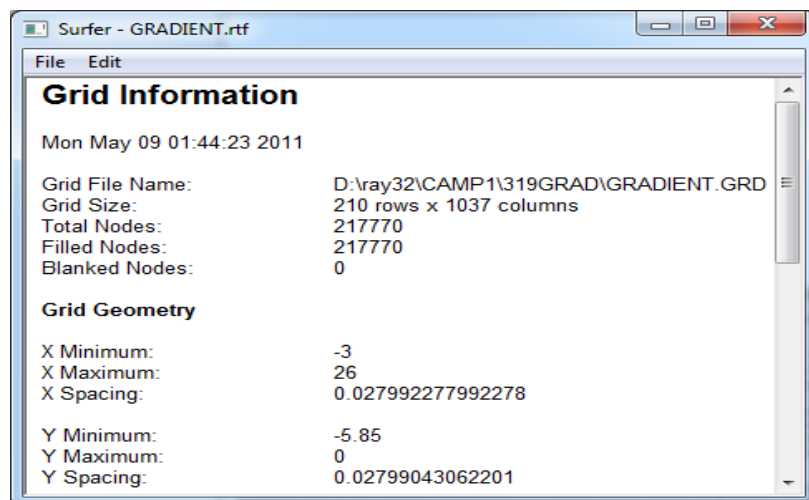 Surfer - GRADIENT.rtf
File Edit
Grid Information
Mon May 09 01:44:23 2011
Grid File Name: D:\ray32\CAMP1\319GRAD\GRADIENT.GRD
Grid Size: 210 rows x 1037 columns
Total Nodes: 217770
Filled Nodes: 217770
Blanked Nodes: 0
Grid Geometry
X Minimum: -3
X Maximum: 26
X Spacing: 0.027992277992278
Y Minimum: -5.85
Y Maximum: 0
Y Spacing: 0.02799043062201